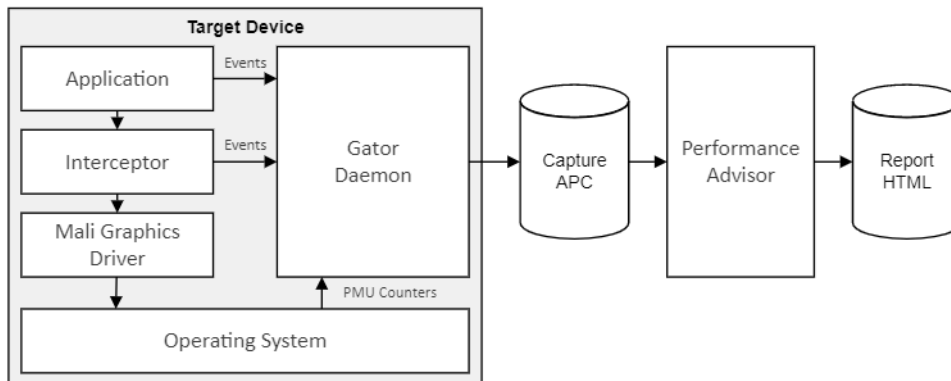 Target Device
Application
Events
Interceptor
Events
Mali Graphics
Driver
Gator
Daemon
PMU Counters
Operating System
Capture
APC
Performance
Advisor
Report
HTML